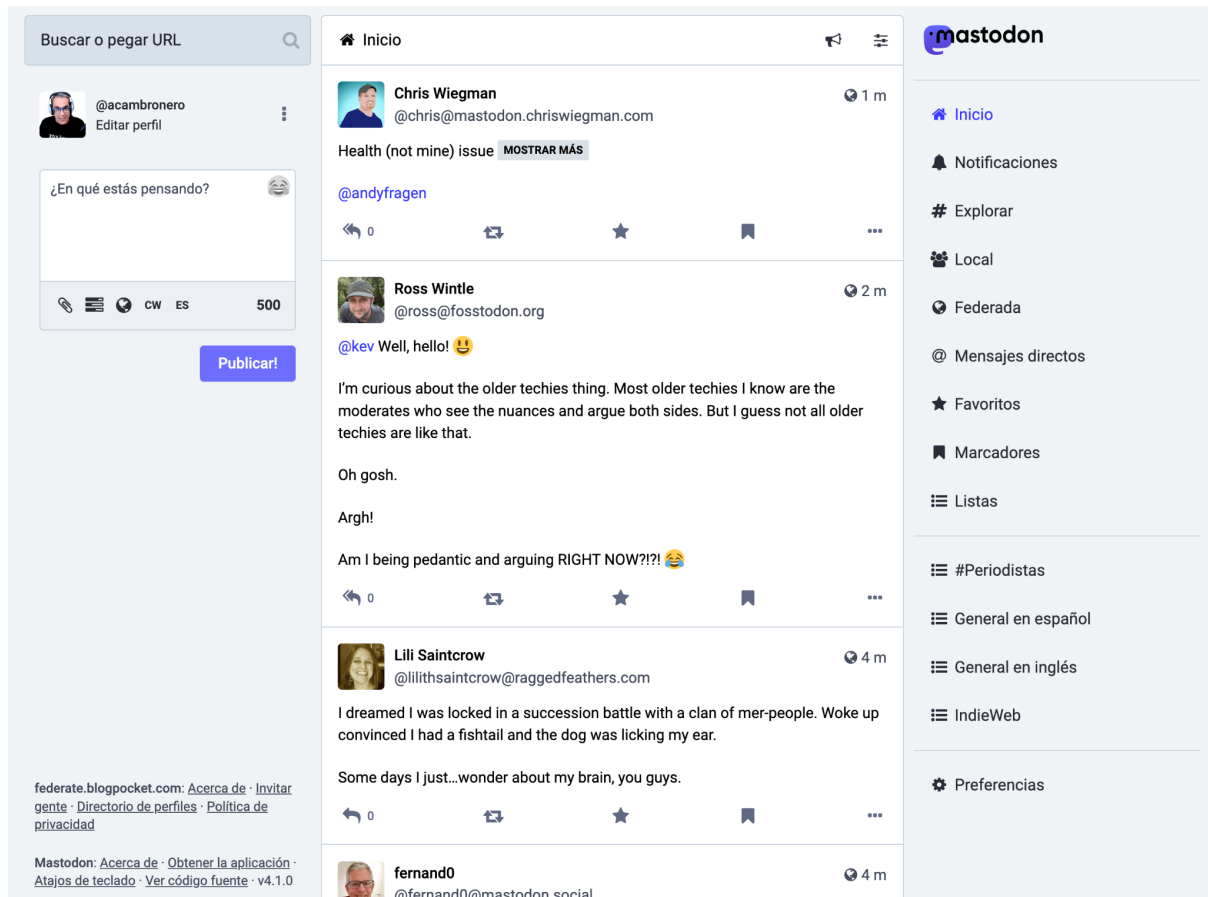 Buscar o pegar URL
@acambronero
Editar perfil
¿En qué estás pensando?
CW ES 500
Publicar!
federate.blogpocket.com: Acerca de · Invitar
gente · Directorio de perfiles · Política de
privacidad
Mastodon: Acerca de · Obtener la aplicación ·
Atajos de teclado · Ver código fuente · v4.1.0
Inicio
Chris Wiegman
1 m
@chris@mastodon.chriswiegman.com
Health (not mine) issue MOSTRAR MÁS
@andyfragen
0
Ross Wintle
2 m
@ross@fosstodon.org
@kev Well, hello! 😃
I'm curious about the older techies thing. Most older techies I know are the
moderates who see the nuances and argue both sides. But I guess not all older
techies are like that.
Oh gosh.
Argh!
Am I being pedantic and arguing RIGHT NOW?!?! 😂
0
Lili Saintcrow
4 m
@lilithsaintcrow@raggedfeathers.com
I dreamed I was locked in a succession battle with a clan of mer-people. Woke up
convinced I had a fishtail and the dog was licking my ear.
Some days I just…wonder about my brain, you guys.
0
fernand0
4 m
@fernand0@mastodon.social
mastodon
Inicio
Notificaciones
# Explorar
Local
Federada
@ Mensajes directos
Favoritos
Marcadores
Listas
#Periodistas
General en español
General en inglés
IndieWeb
Preferencias